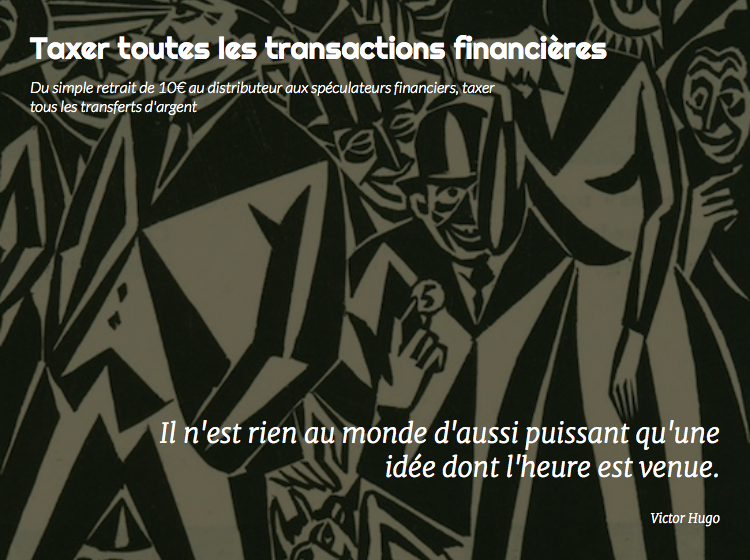 Taxer toutes les transactions financières
Du simple retrait de 10€ au distributeur aux spéculateurs financiers, taxer
tous les transferts d'argent
5
Il n'est rien au monde d'aussi puissant qu'une
idée dont l'heure est venue.
Victor Hugo